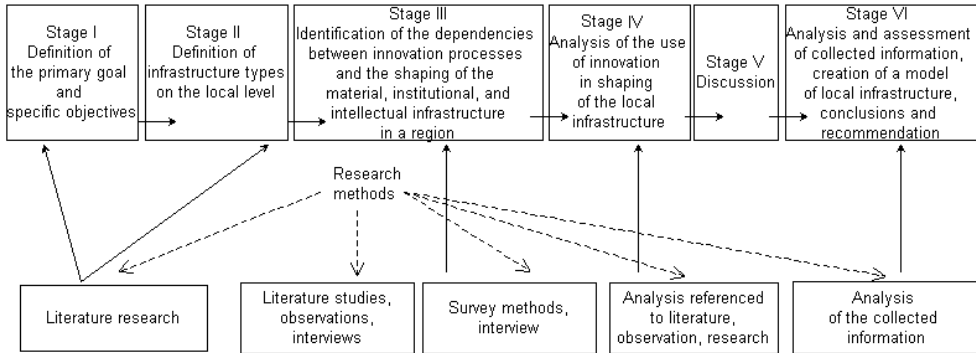 Stage I
Definition of
the primary goal
and
specific objectives
Stage II
Definition of
infrastructure types
on the local level
Stage III
Identification of the dependencies
between innovation processes
and the shaping of the
material, institutional, and
intellectual infrastructure
in a region
Stage IV
Analysis of the use
of innovation
in shaping
of the local
infrastructure
Stage V
Discussion
Stage VI
Analysis and assessment
of collected information,
creation of a model
of local infrastructure,
conclusions and
recommendation
Research
methods
Literature research
Literature studies,
observations,
interviews
Survey methods,
interview
Analysis referenced
to literature,
observation, research
Analysis
of the collected
information